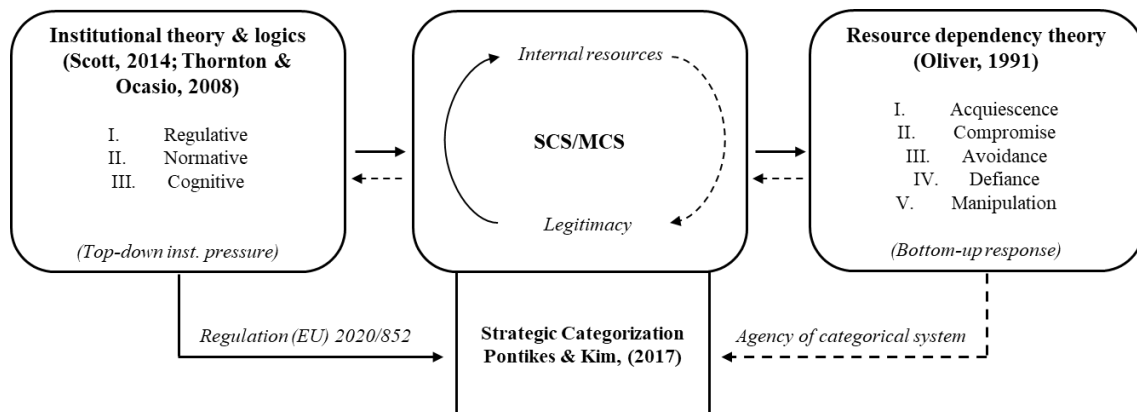 Institutional theory & logics
(Scott, 2014; Thornton &
Ocasio, 2008)
I. Regulative
II. Normative
III. Cognitive
(Top-down inst. pressure)
Internal resources
SCS/MCS
Legitimacy
Resource dependency theory
(Oliver, 1991)
I. Acquiescence
II. Compromise
III. Avoidance
IV. Defiance
V. Manipulation
(Bottom-up response)
Regulation (EU) 2020/852
Strategic Categorization
Pontikes & Kim, (2017)
Agency of categorical system